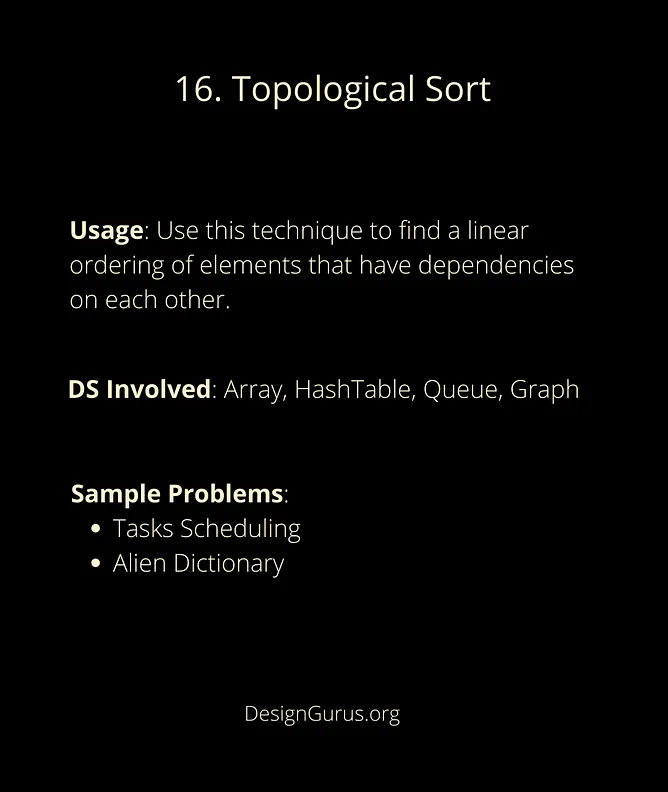 16. Topological Sort
Usage: Use this technique to find a linear
ordering of elements that have dependencies
on each other.
DS Involved: Array, HashTable, Queue, Graph
Sample Problems:
• Tasks Scheduling
• Alien Dictionary
DesignGurus.org